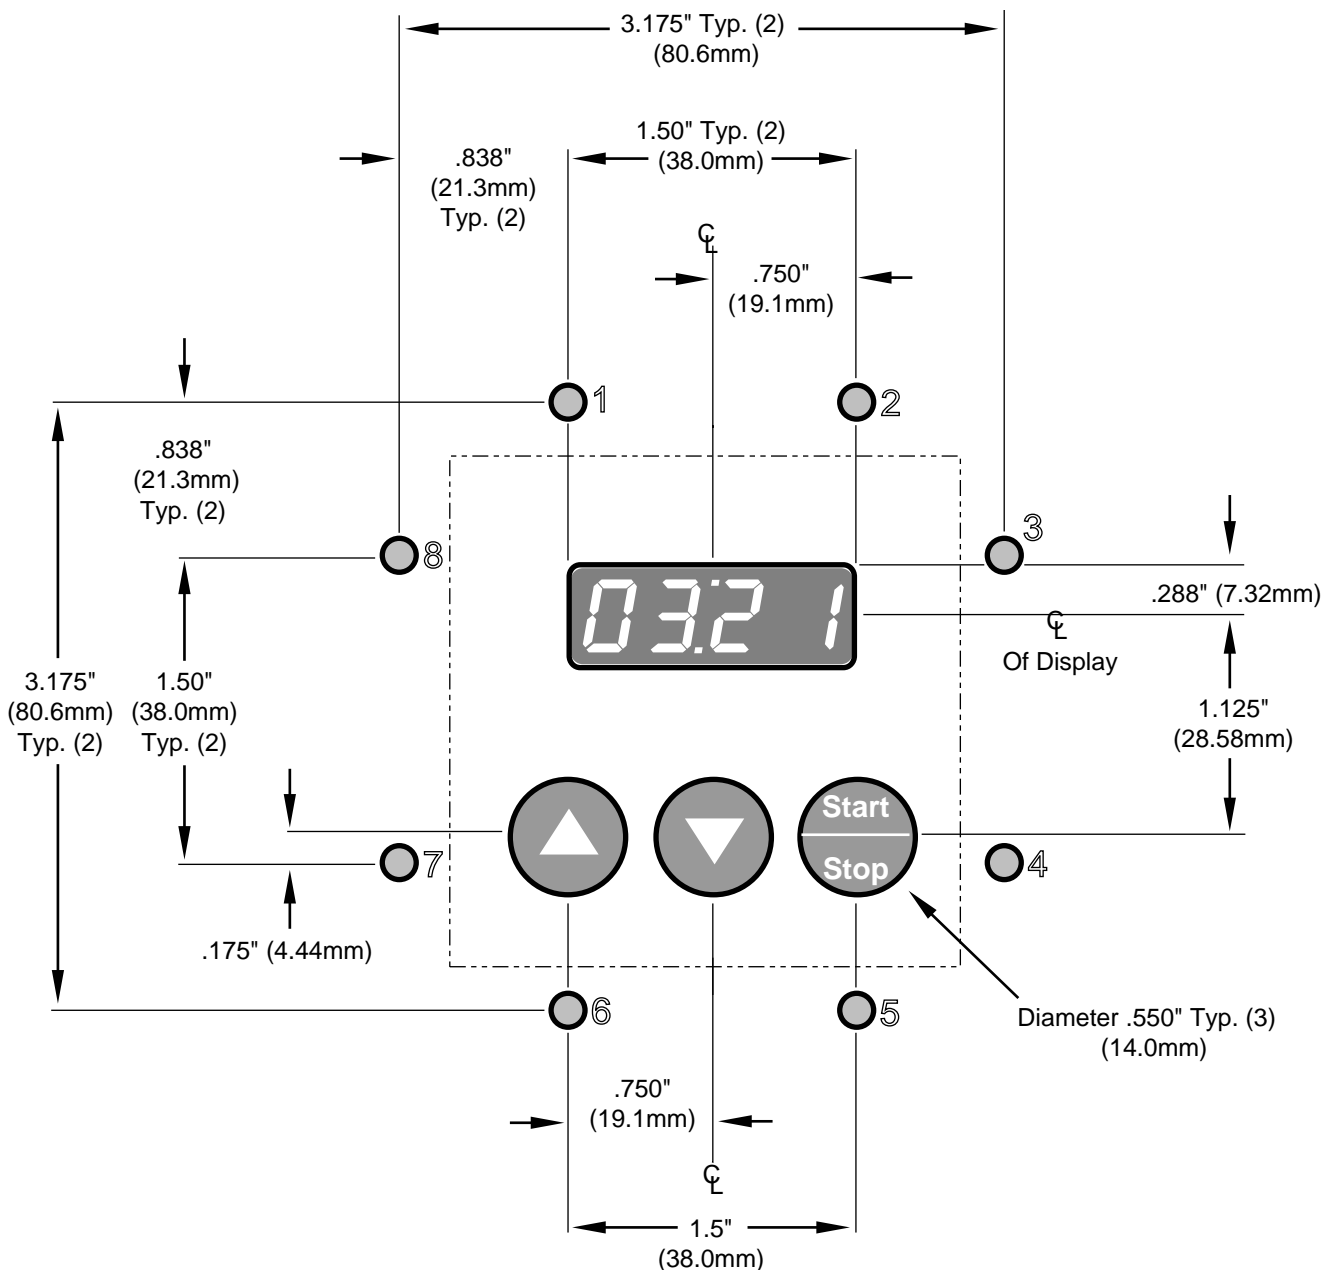 3.175" Typ. (2)
(80.6mm)
1.50" Typ. (2)
(38.0mm)
.838"
(21.3mm)
Typ. (2)
℄
.750"
(19.1mm)
1
2
.838"
(21.3mm)
Typ. (2)
8
3
03:21
.288" (7.32mm)
℄
Of Display
3.175"
(80.6mm)
Typ. (2)
1.50"
(38.0mm)
Typ. (2)
1.125"
(28.58mm)
Start
Stop
7
4
.175" (4.44mm)
6
5
Diameter .550" Typ. (3)
(14.0mm)
.750"
(19.1mm)
℄
1.5"
(38.0mm)